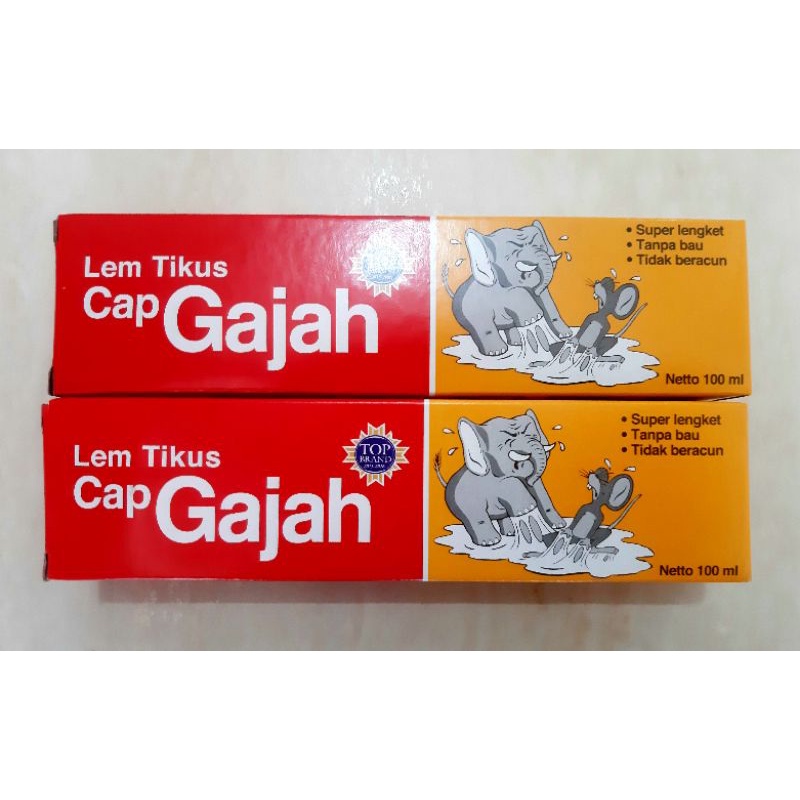 Lem Tikus
Cap Gajah
• Super lengket
• Tanpa bau
• Tidak beracun
Netto 100 ml
Lem Tikus
Cap Gajah
TOP
BRAND
• Super lengket
• Tanpa bau
• Tidak beracun
Netto 100 ml